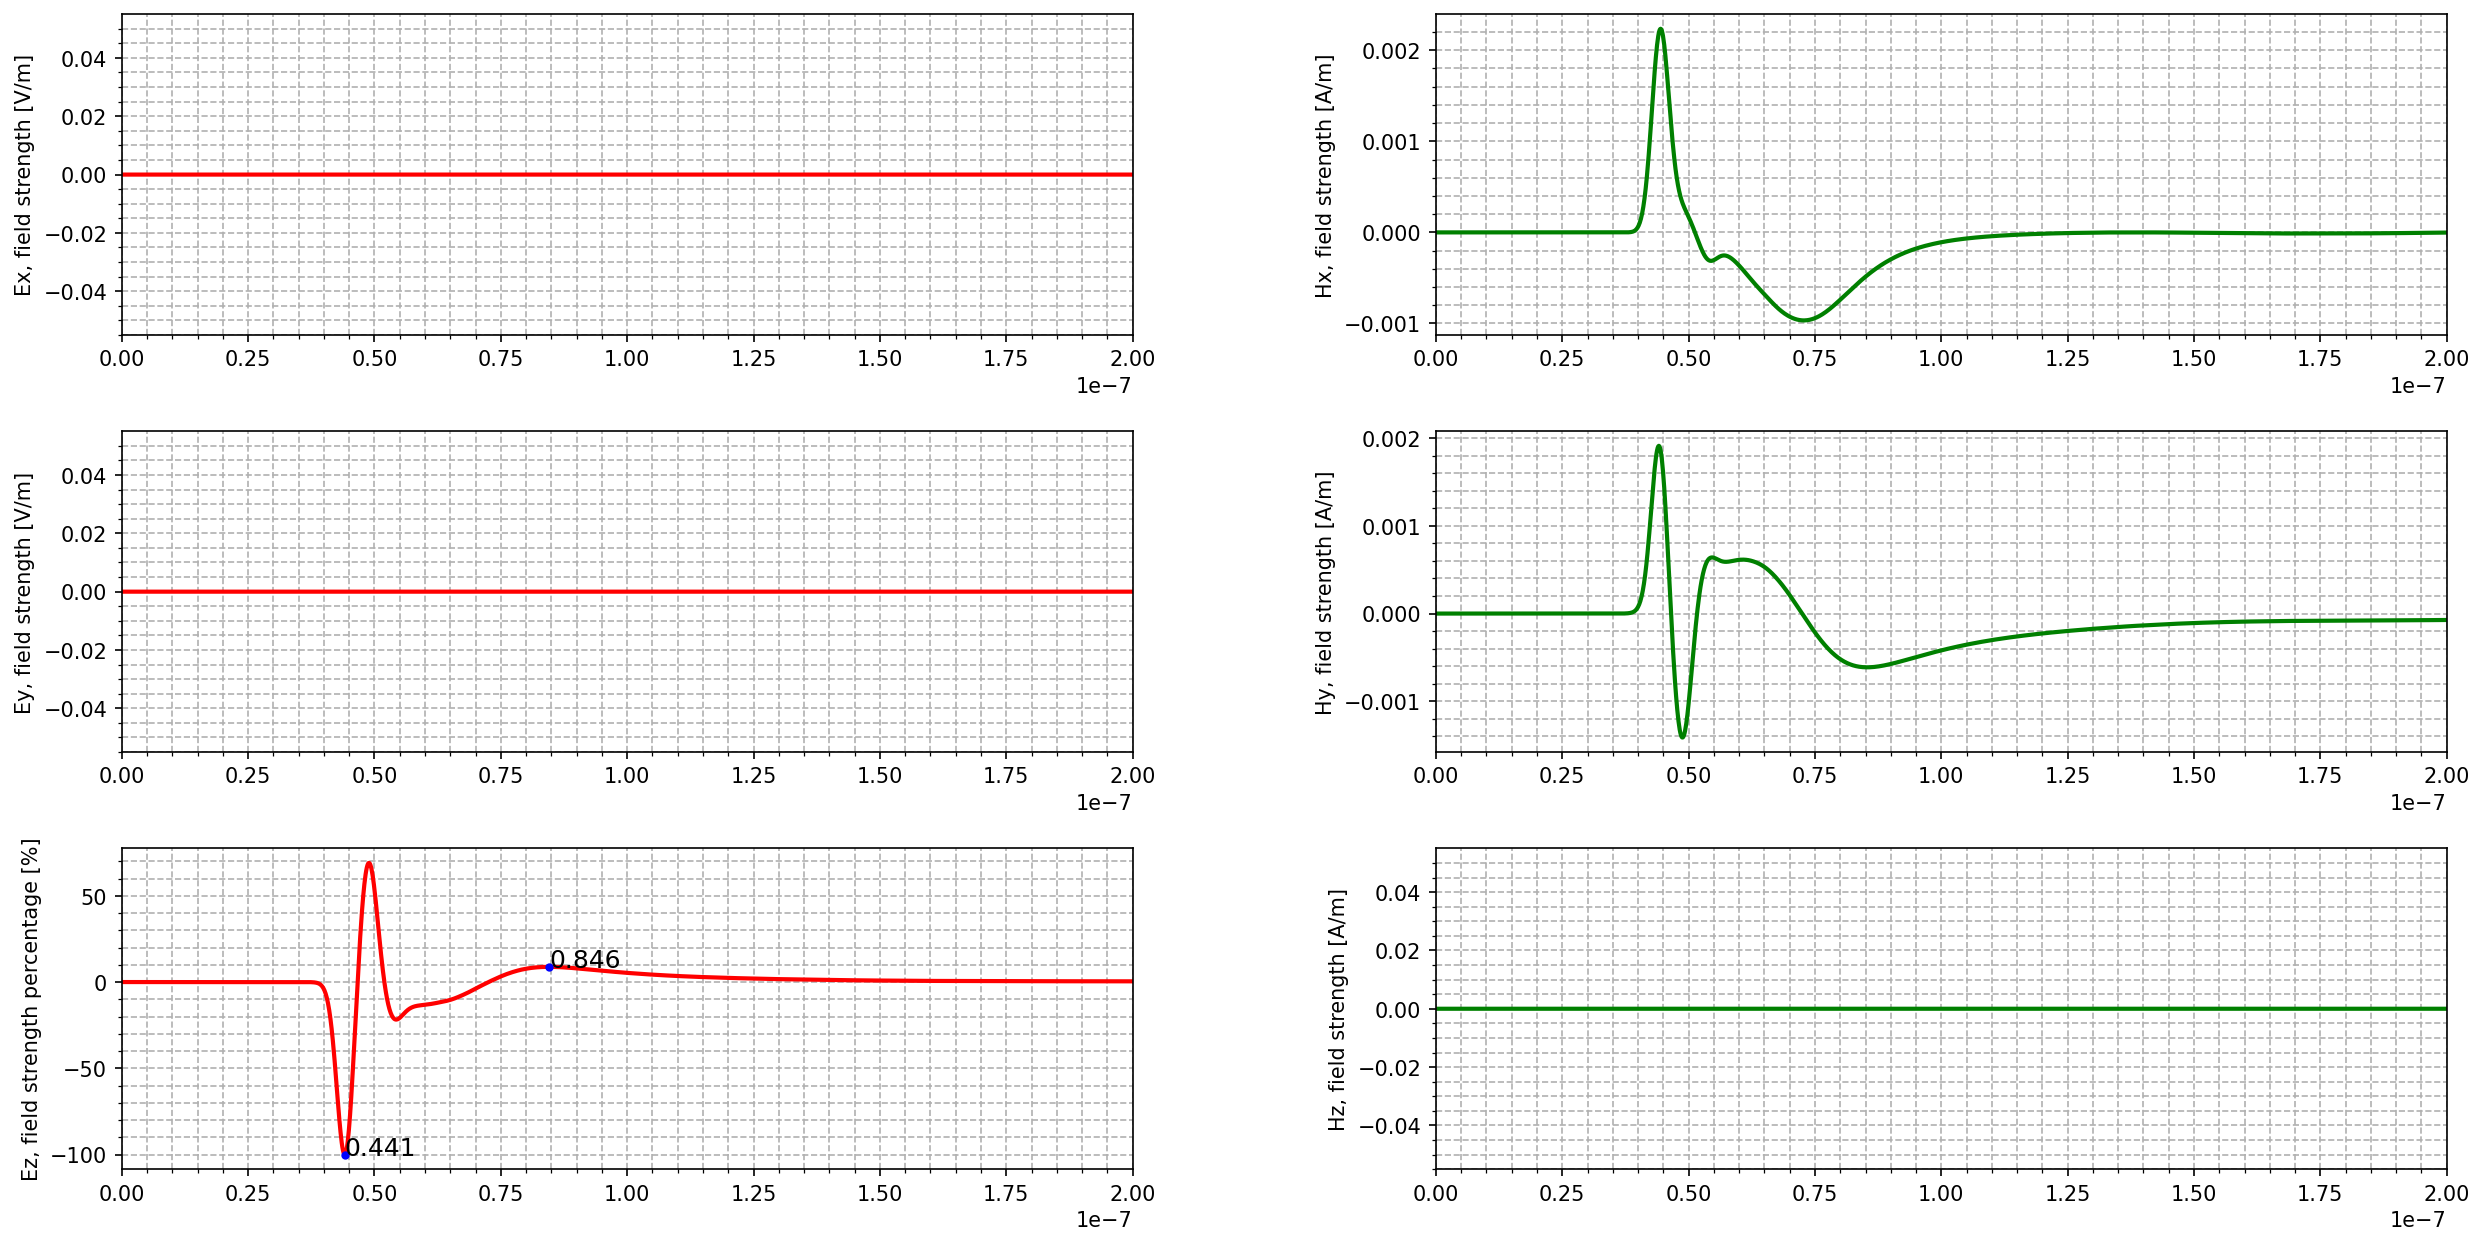 Ex, field strength [V/m]
0.04
0.02
0.00
−0.02
−0.04
0.00 0.25 0.50 0.75 1.00 1.25 1.50 1.75 2.00
1e−7
Hx, field strength [A/m]
0.002
0.001
0.000
−0.001
0.00 0.25 0.50 0.75 1.00 1.25 1.50 1.75 2.00
1e−7
Ey, field strength [V/m]
0.04
0.02
0.00
−0.02
−0.04
0.00 0.25 0.50 0.75 1.00 1.25 1.50 1.75 2.00
1e−7
Hy, field strength [A/m]
0.002
0.001
0.000
−0.001
0.00 0.25 0.50 0.75 1.00 1.25 1.50 1.75 2.00
1e−7
Ez, field strength percentage [%]
50
0
−50
−100
0.846
0.441
0.00 0.25 0.50 0.75 1.00 1.25 1.50 1.75 2.00
1e−7
Hz, field strength [A/m]
0.04
0.02
0.00
−0.02
−0.04
0.00 0.25 0.50 0.75 1.00 1.25 1.50 1.75 2.00
1e−7